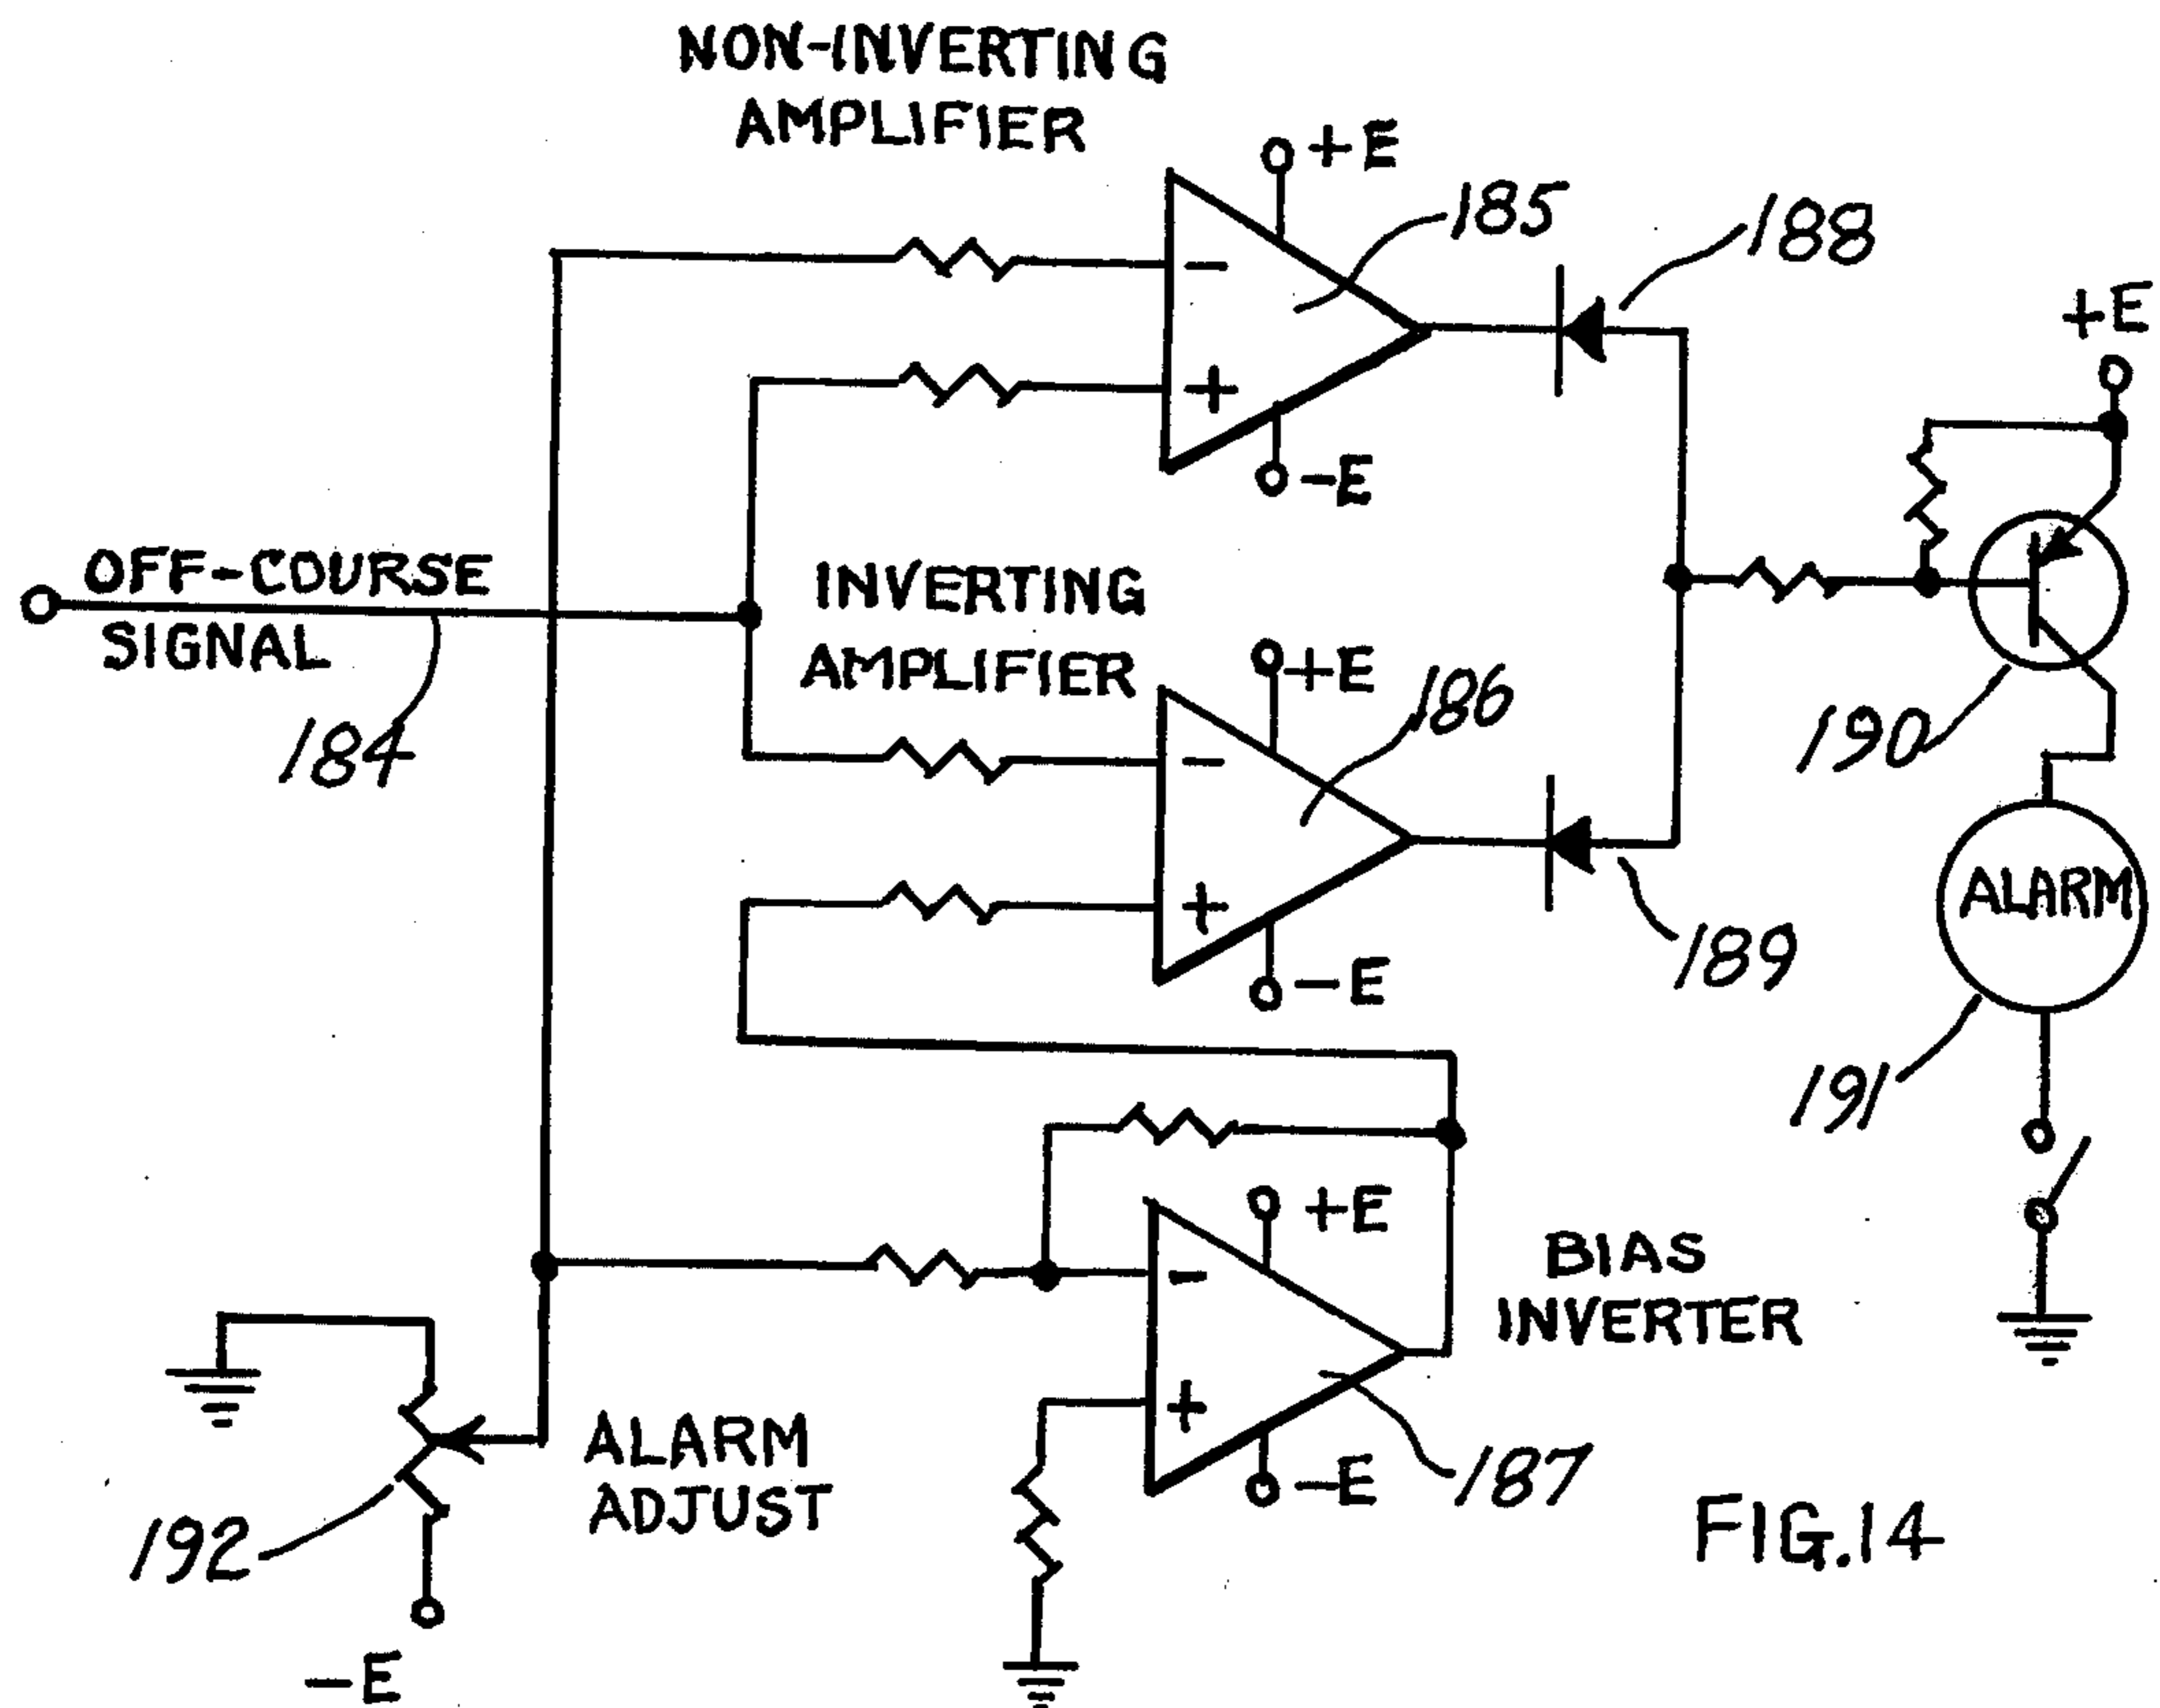 NON-INVERTING
AMPLIFIER
+E
185
188
-
+
-E
+E
OFF-COURSE
SIGNAL
184
INVERTING
AMPLIFIER
+E
186
-
+
-E
189
190
ALARM
191
+E
-
+
-E
187
BIAS
INVERTER
ALARM
ADJUST
192
-E
FIG.14